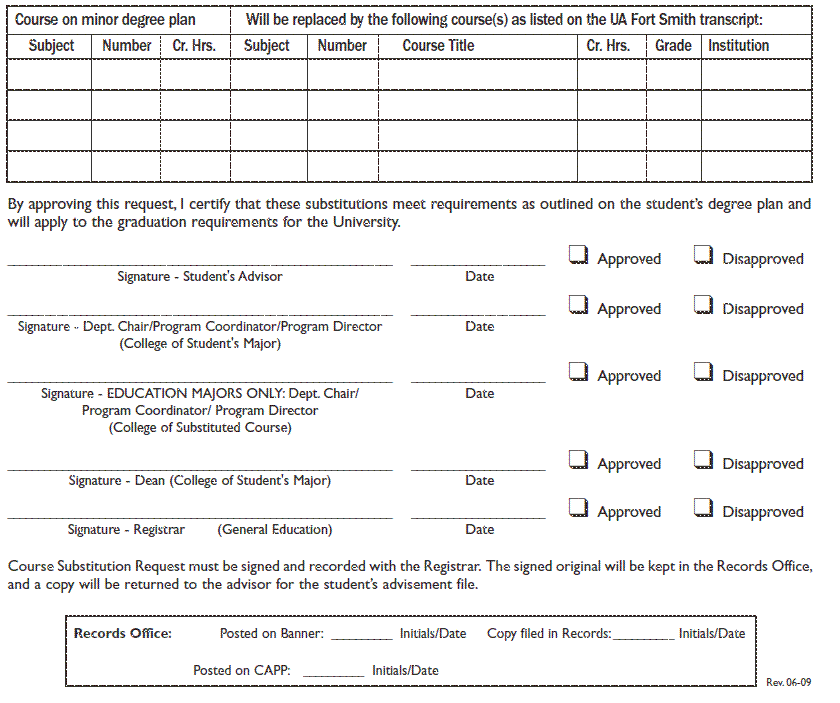 Course on minor degree plan Will be replaced by the following course(s) as listed on the UA Fort Smith transcript:
Subject Number Cr. Hrs. Subject Number Course Title Cr. Hrs. Grade Institution
By approving this request, I certify that these substitutions meet requirements as outlined on the student's degree plan and
will apply to the graduation requirements for the University.
Approved Disapproved
Signature - Student's Advisor Date
Approved Disapproved
Signature - Dept. Chair/Program Coordinator/Program Director Date
(College of Student's Major)
Approved Disapproved
Signature - EDUCATION MAJORS ONLY: Dept. Chair/ Date
Program Coordinator/ Program Director
(College of Substituted Course)
Approved Disapproved
Signature - Dean (College of Student's Major) Date
Approved Disapproved
Signature - Registrar (General Education) Date
Course Substitution Request must be signed and recorded with the Registrar. The signed original will be kept in the Records Office,
and a copy will be returned to the advisor for the student's advisement file.
Records Office: Posted on Banner: ________ Initials/Date Copy filed in Records:________ Initials/Date
Posted on CAPP: ________ Initials/Date
Rev. 06-09